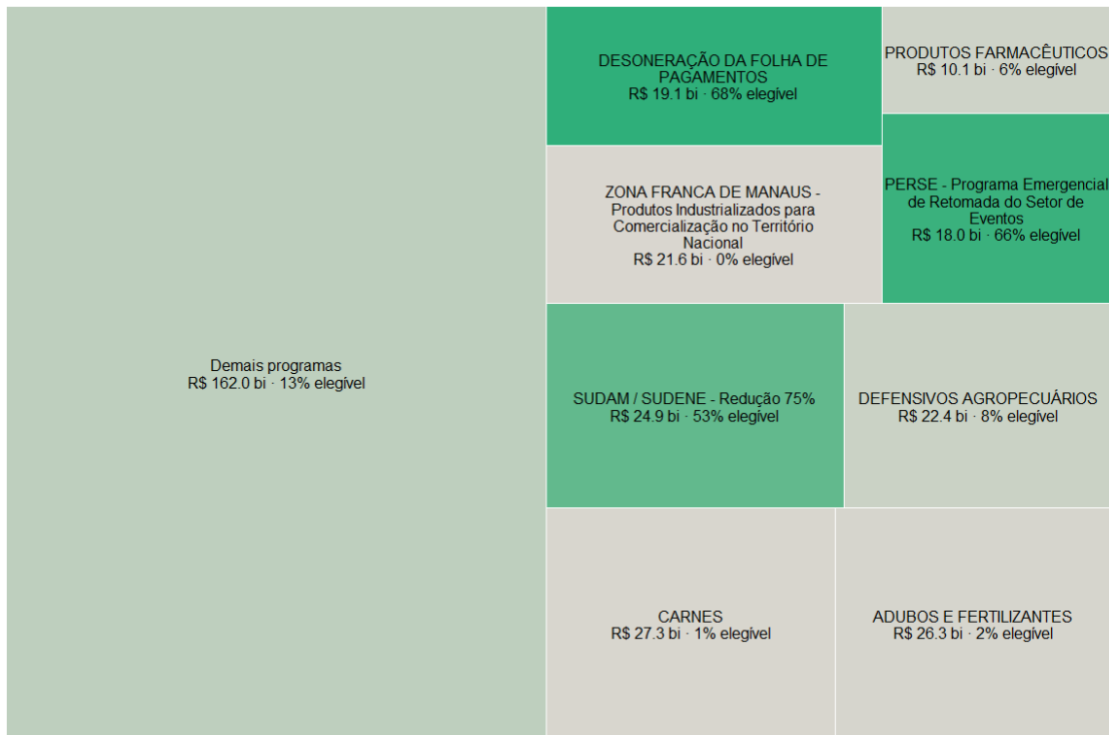 Demais programas
R$ 162.0 bi · 13% elegível
DESONERAÇÃO DA FOLHA DE
PAGAMENTOS
R$ 19.1 bi · 68% elegível
PRODUTOS FARMACÊUTICOS
R$ 10.1 bi · 6% elegível
ZONA FRANCA DE MANAUS -
Produtos Industrializados para
Comercialização no Território
Nacional
R$ 21.6 bi · 0% elegível
PERSE - Programa Emergencial
de Retomada do Setor de
Eventos
R$ 18.0 bi · 66% elegível
SUDAM / SUDENE - Redução 75%
R$ 24.9 bi · 53% elegível
DEFENSIVOS AGROPECUÁRIOS
R$ 22.4 bi · 8% elegível
CARNES
R$ 27.3 bi · 1% elegível
ADUBOS E FERTILIZANTES
R$ 26.3 bi · 2% elegível